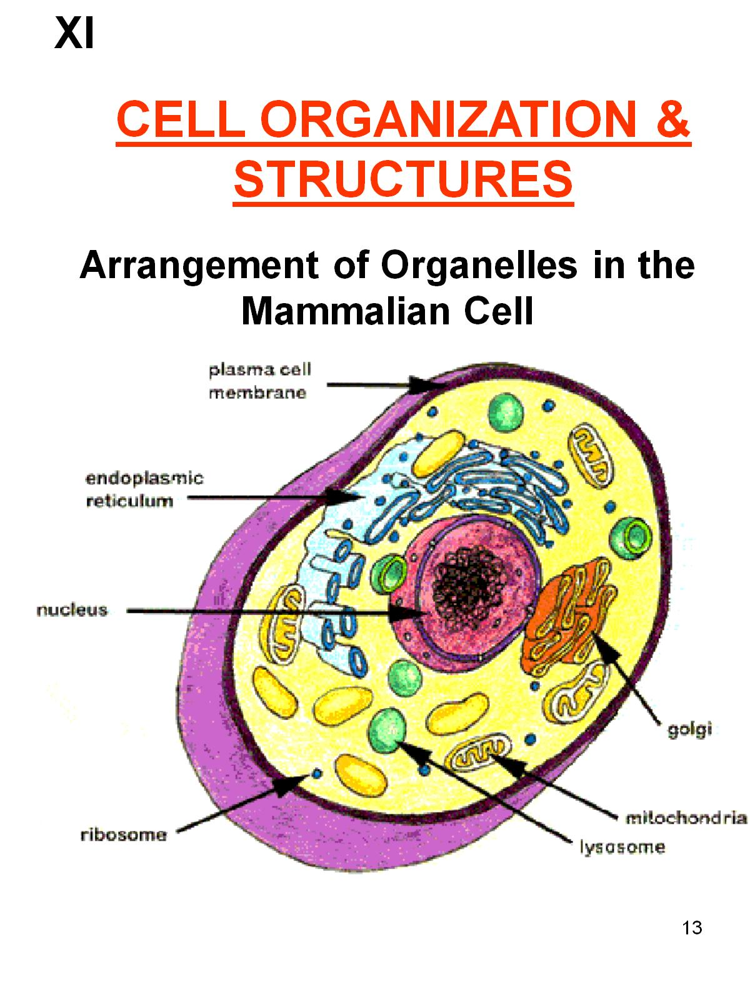 XI
CELL ORGANIZATION &
STRUCTURES
Arrangement of Organelles in the
Mammalian Cell
plasma cell
membrane
endoplasmic
reticulum
nucleus
golgi
mitochondria
ribosome
lysosome
13